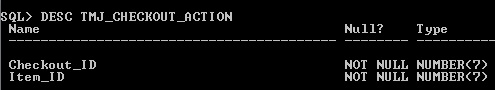 SQL> DESC TMJ_CHECKOUT_ACTION
Name Null? Type
----------------------------------------- -------- ----------
Checkout_ID NOT NULL NUMBER(7)
Item_ID NOT NULL NUMBER(7)